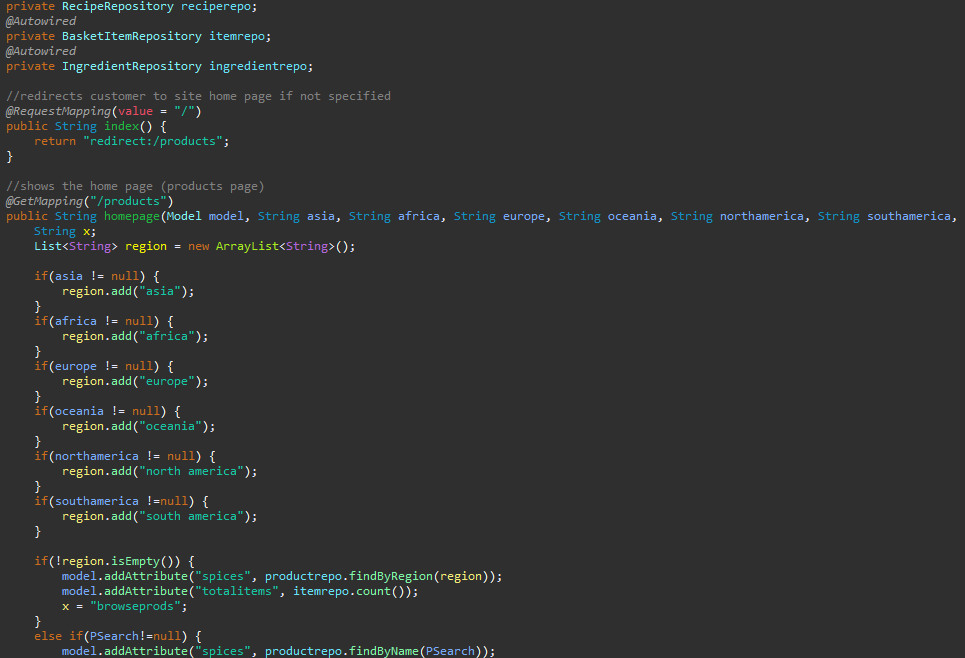 private RecipeRepository reciperepo;
@Autowired
private BasketItemRepository itemrepo;
@Autowired
private IngredientRepository ingredientrepo;

//redirects customer to site home page if not specified
@RequestMapping(value = "/")
public String index() {
    return "redirect:/products";
}

//shows the home page (products page)
@GetMapping("/products")
public String homepage(Model model, String asia, String africa, String europe, String oceania, String northamerica, String southamerica,
    String x;
    List<String> region = new ArrayList<String>();

    if(asia != null) {
        region.add("asia");
    }
    if(africa != null) {
        region.add("africa");
    }
    if(europe != null) {
        region.add("europe");
    }
    if(oceania != null) {
        region.add("oceania");
    }
    if(northamerica != null) {
        region.add("north america");
    }
    if(southamerica !=null) {
        region.add("south america");
    }

    if(!region.isEmpty()) {
        model.addAttribute("spices", productrepo.findByRegion(region));
        model.addAttribute("totalitems", itemrepo.count());
        x = "browseprods";
    }
    else if(PSearch!=null) {
        model.addAttribute("spices", productrepo.findByName(PSearch));